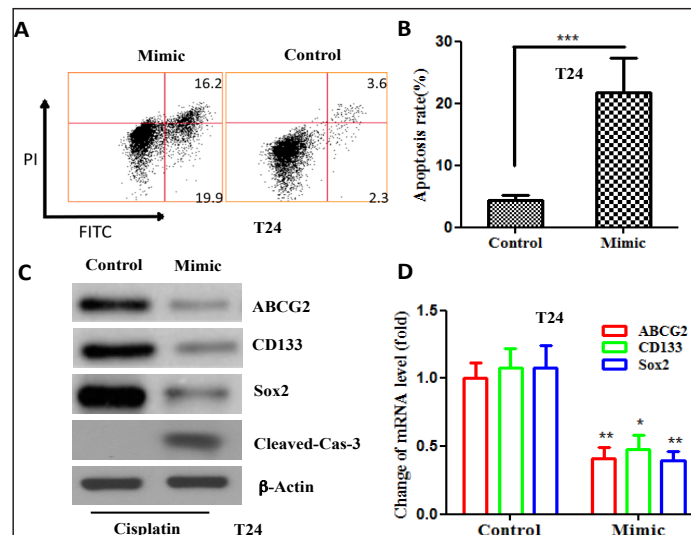 A
Mimic
Control
16.2
3.6
PI
19.9
2.3
FITC
T24
B
***
T24
Apoptosis rate(%)
30
20
10
0
Control
Mimic
C
Control
Mimic
ABCG2
CD133
Sox2
Cleaved-Cas-3
β-Actin
Cisplatin
T24
D
T24
Change of mRNA level (fold)
1.5
1.0
0.5
0.0
ABCG2
CD133
Sox2
**
*
**
Control
Mimic